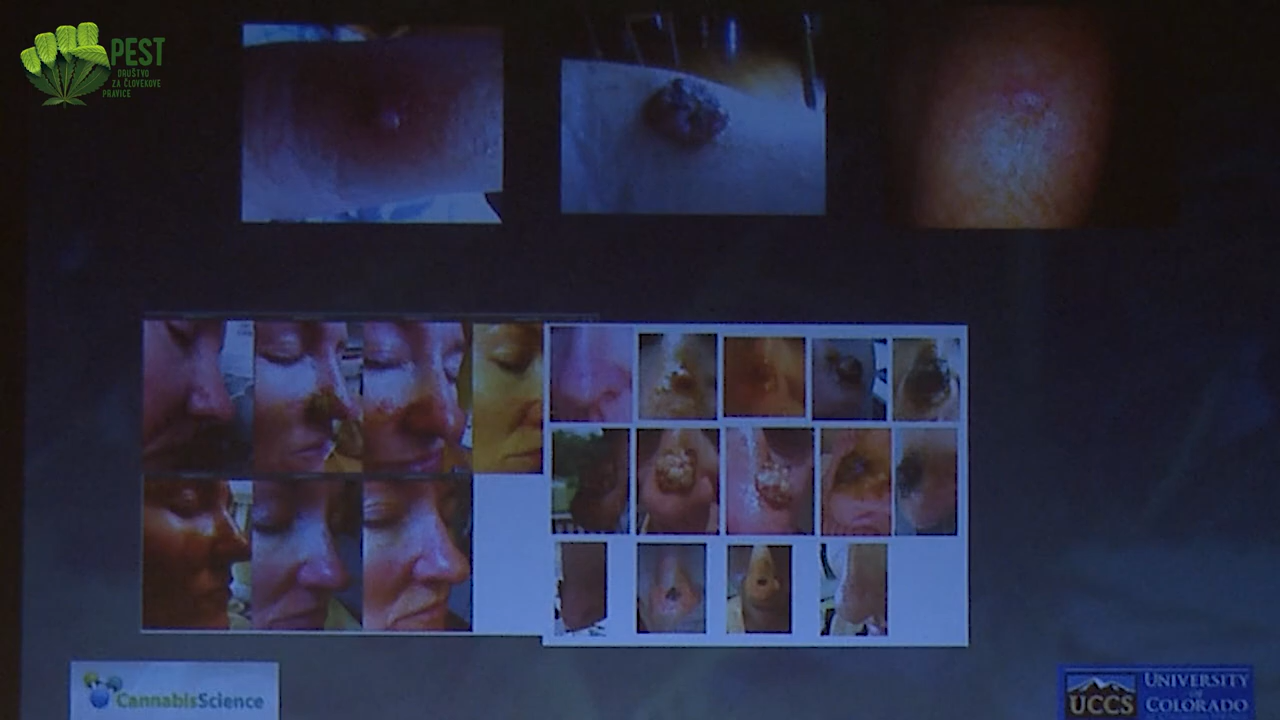 PEST
DRUŠTVO
ZA ČLOVEKOVE
PRAVICE
CannabisScience
UCCS
UNIVERSITY
OF
COLORADO